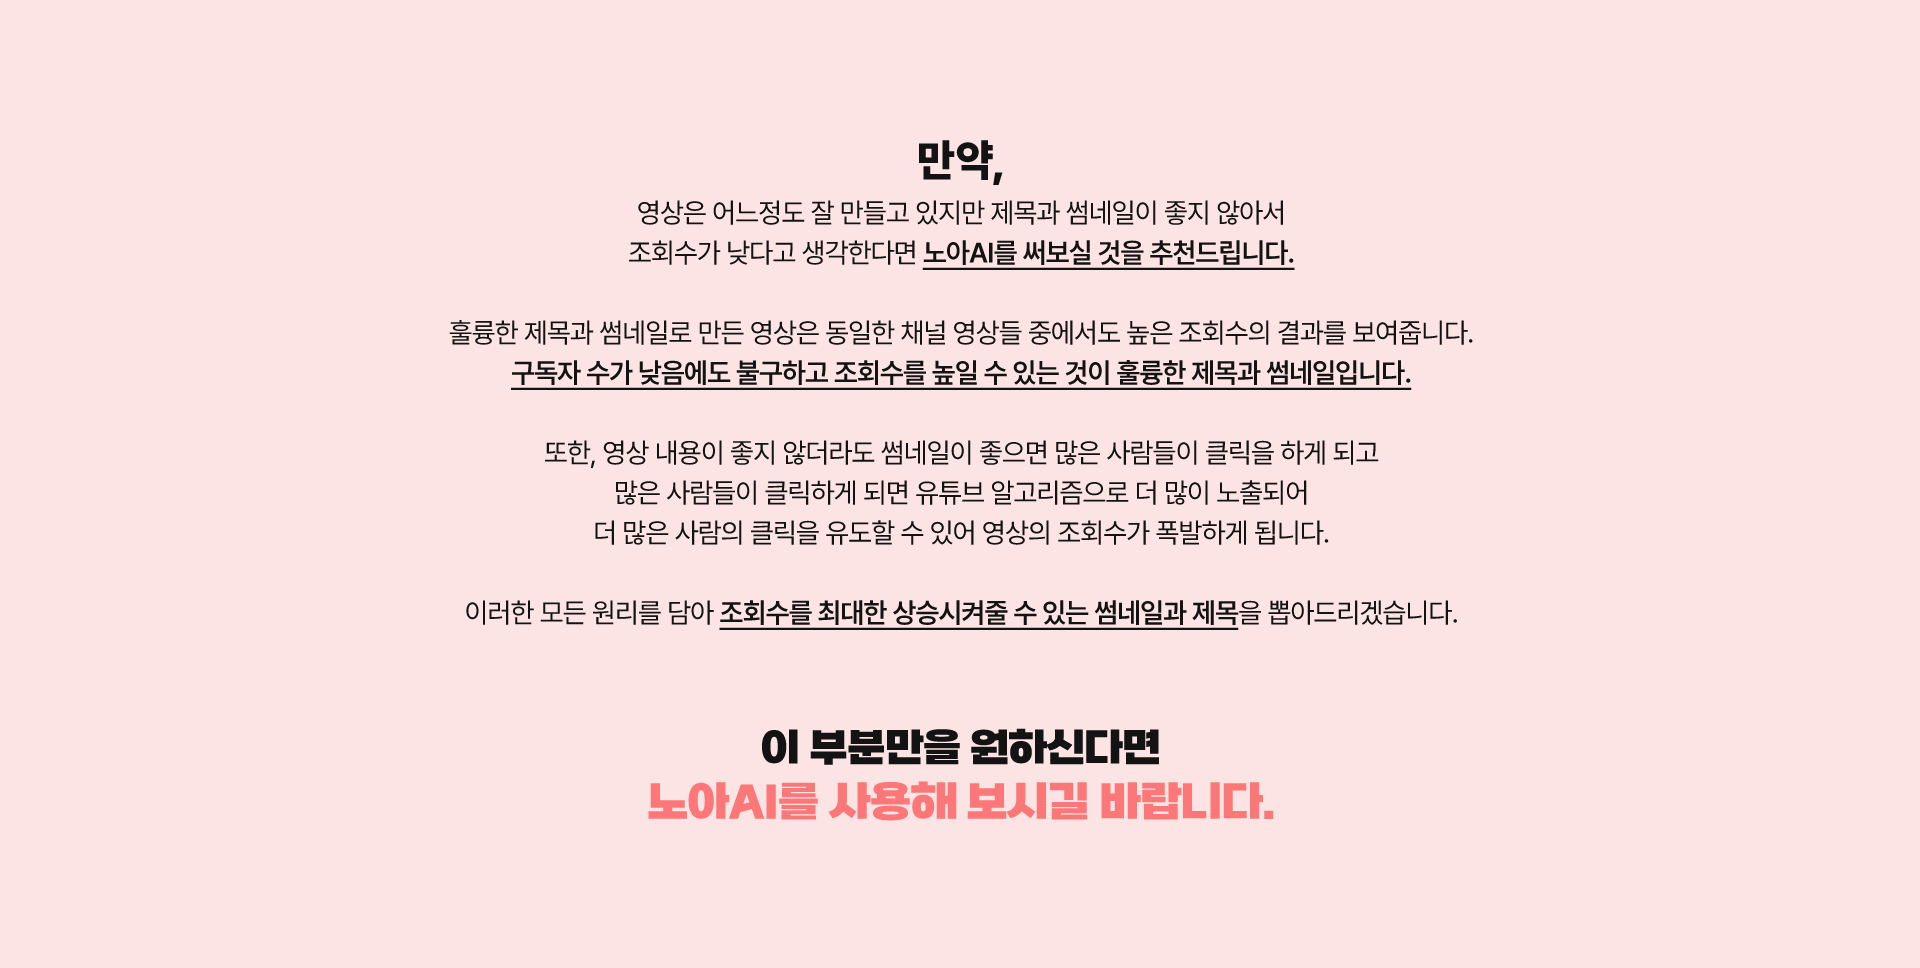 만약,
영상은 어느정도 잘 만들고 있지만 제목과 썸네일이 좋지 않아서
조회수가 낮다고 생각한다면 노아AI를 써보실 것을 추천드립니다.
훌륭한 제목과 썸네일로 만든 영상은 동일한 채널 영상들 중에서도 높은 조회수의 결과를 보여줍니다.
구독자 수가 낮음에도 불구하고 조회수를 높일 수 있는 것이 훌륭한 제목과 썸네일입니다.
또한, 영상 내용이 좋지 않더라도 썸네일이 좋으면 많은 사람들이 클릭을 하게 되고
많은 사람들이 클릭하게 되면 유튜브 알고리즘으로 더 많이 노출되어
더 많은 사람의 클릭을 유도할 수 있어 영상의 조회수가 폭발하게 됩니다.
이러한 모든 원리를 담아 조회수를 최대한 상승시켜줄 수 있는 썸네일과 제목을 뽑아드리겠습니다.
이 부분만을 원하신다면
노아AI를 사용해 보시길 바랍니다.